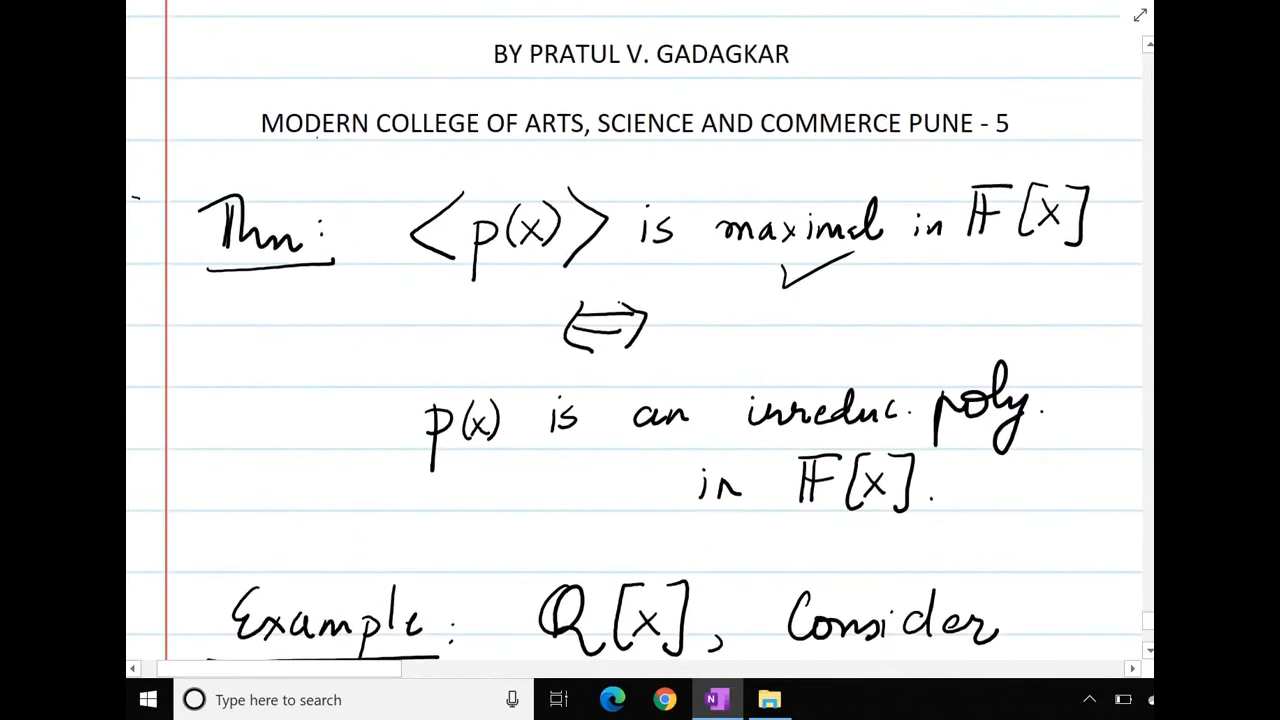 BY PRATUL V. GADAGKAR
MODERN COLLEGE OF ARTS, SCIENCE AND COMMERCE PUNE - 5
Thm: <p(x)> is maximal in 𝔽[x]
⟺
p(x) is an irreduc. poly.
in 𝔽[x].
Example: ℚ[x], Consider
Type here to search